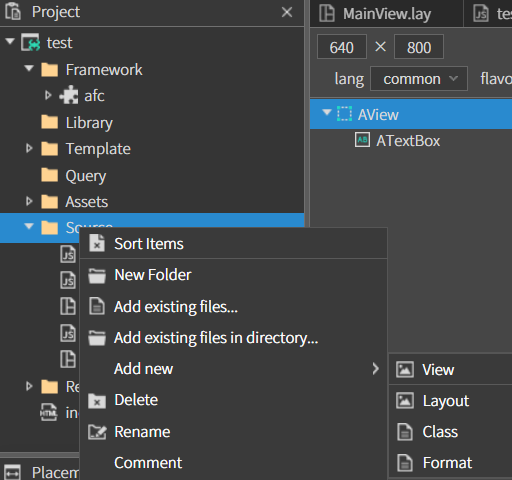 Project
MainView.lay
test
640 × 800
Framework
lang common
afc
AView
Library
ATextBox
Template
Query
Assets
Source
Sort Items
New Folder
Add existing files...
Add existing files in directory...
Add new
View
Delete
Layout
Rename
Class
Comment
Format